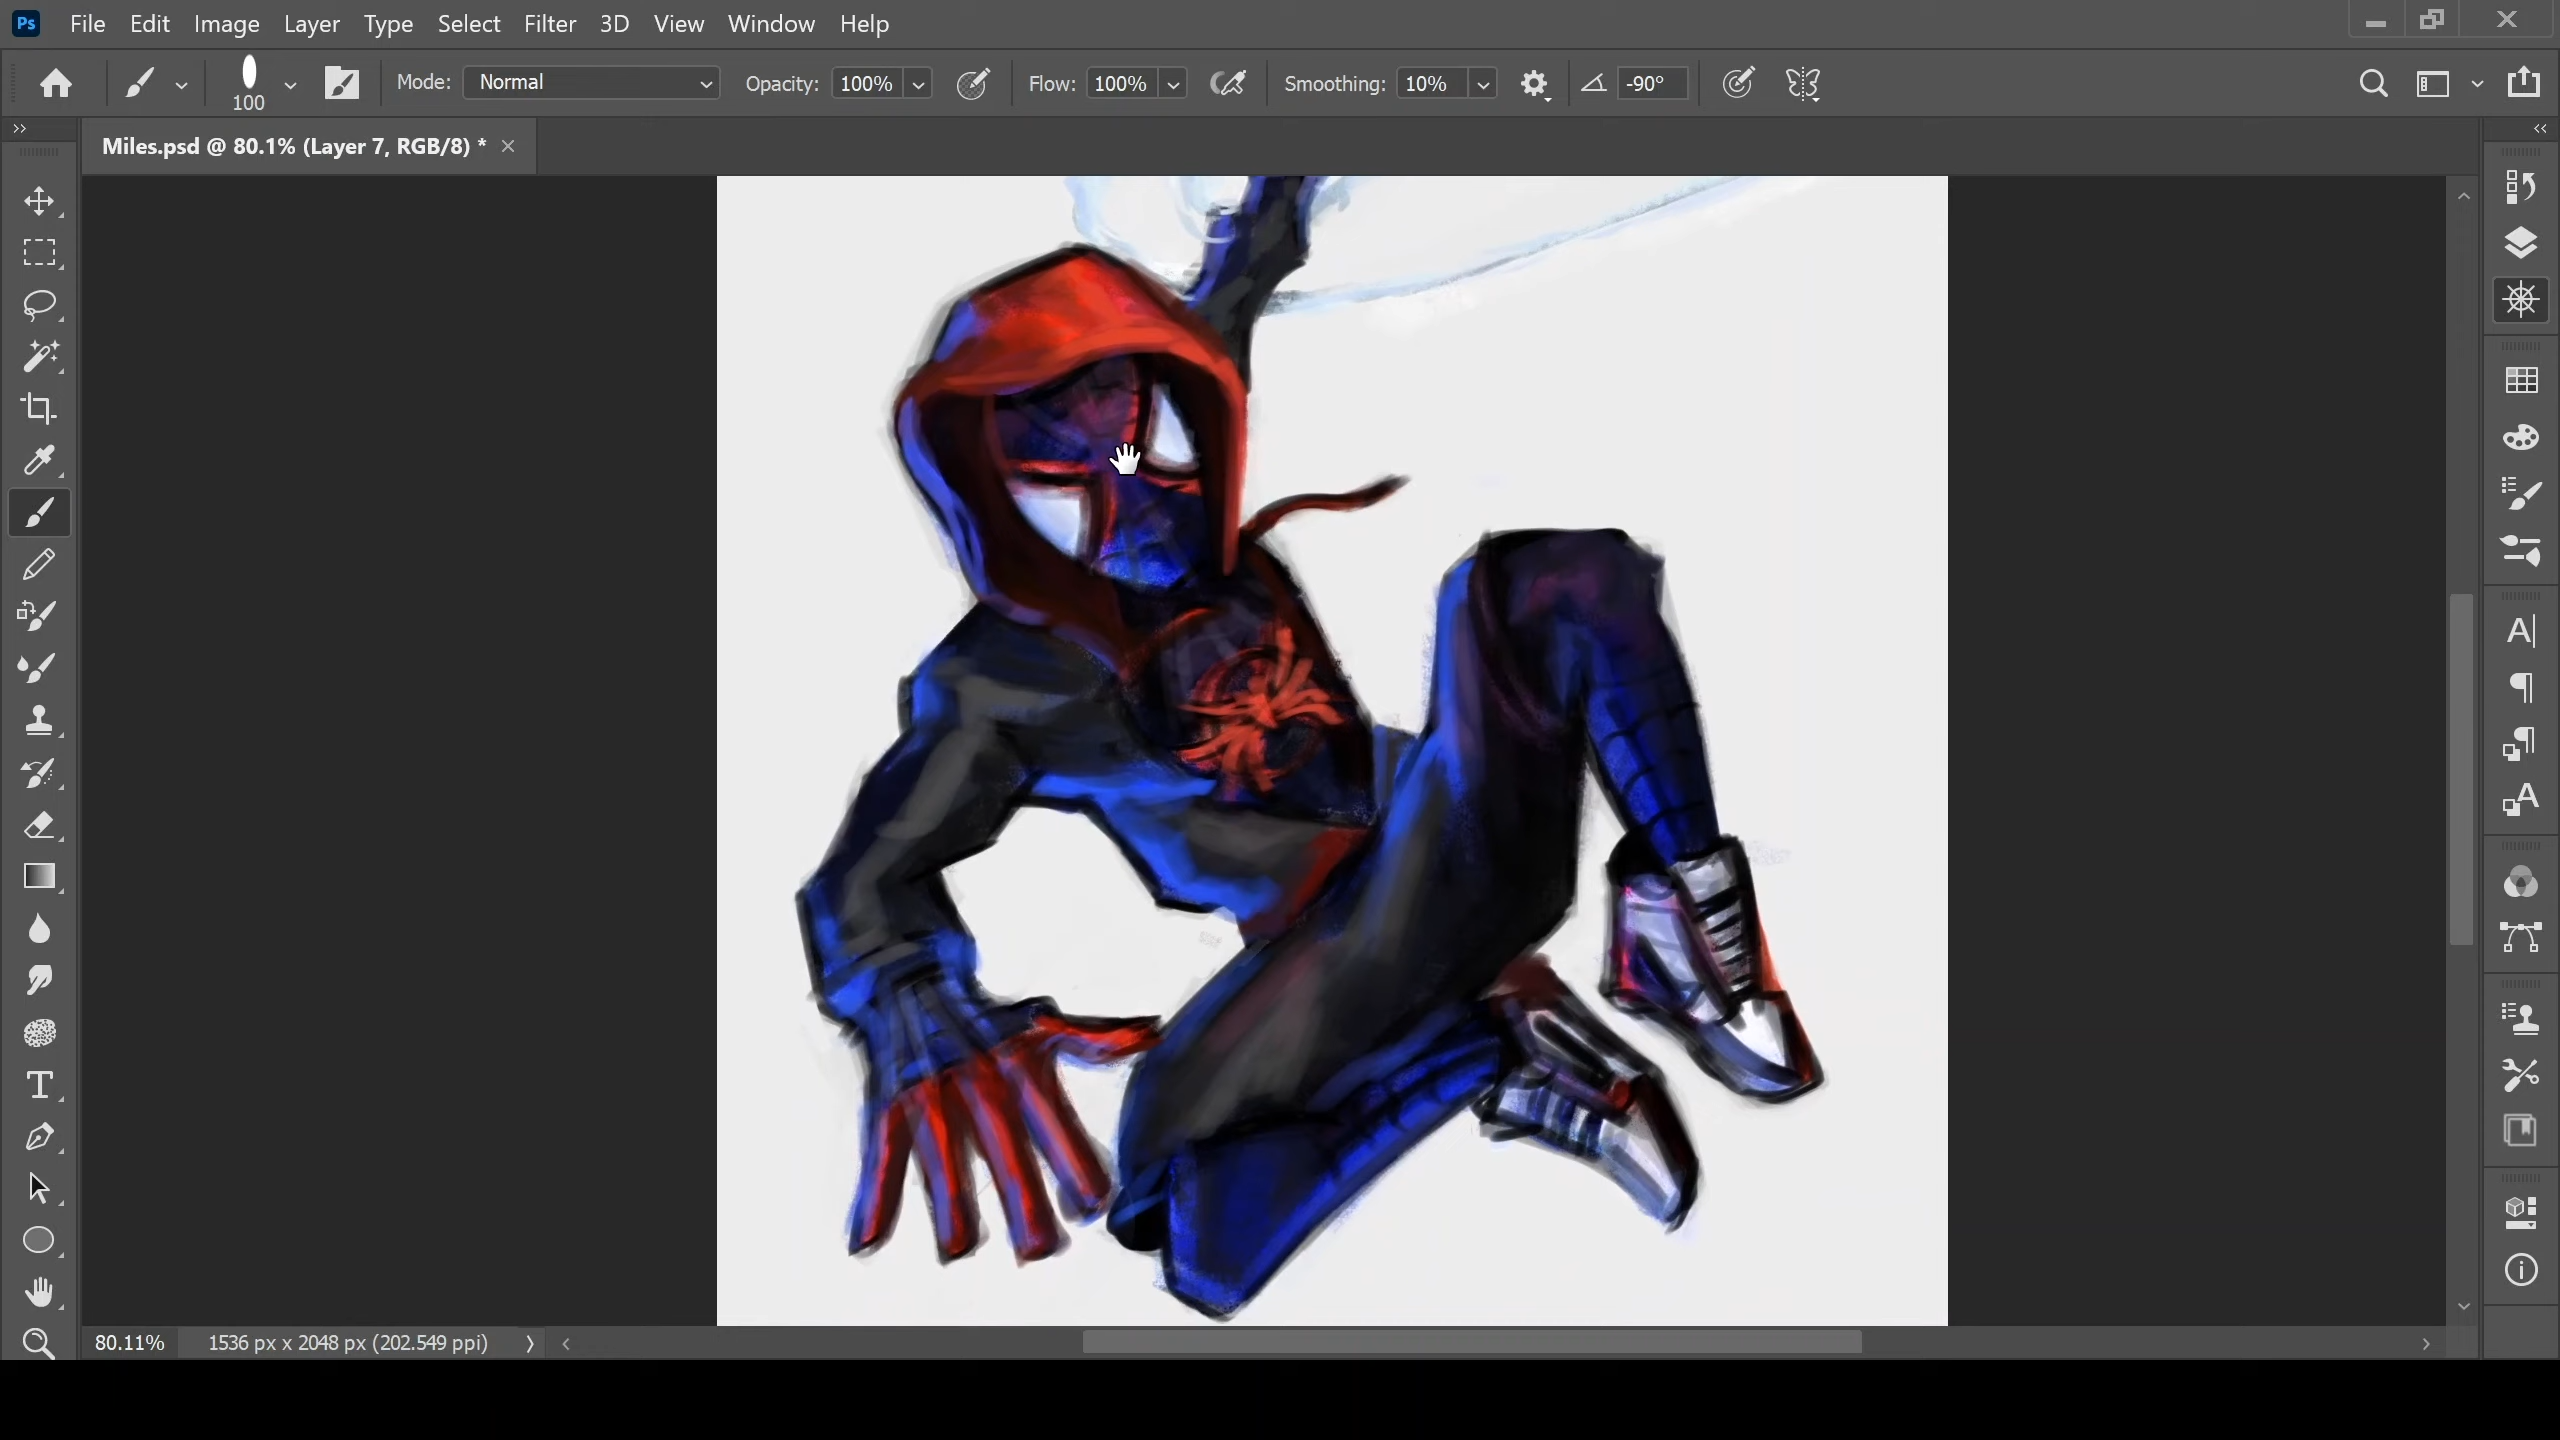 Ps File Edit Image Layer Type Select Filter 3D View Window Help
100 Mode: Normal Opacity: 100% Flow: 100% Smoothing: 10% -90°
Miles.psd @ 80.1% (Layer 7, RGB/8) *
80.11% 1536 px x 2048 px (202.549 ppi)